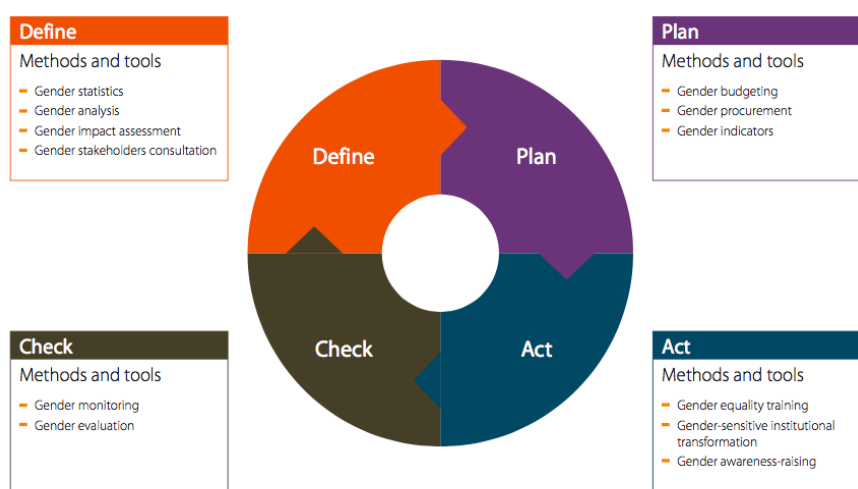 Define
Methods and tools
Gender statistics
Gender analysis
Gender impact assessment
Gender stakeholders consultation
Plan
Methods and tools
Gender budgeting
Gender procurement
Gender indicators
Define
Plan
Check
Act
Check
Methods and tools
Gender monitoring
Gender evaluation
Act
Methods and tools
Gender equality training
Gender-sensitive institutional
transformation
Gender awareness-raising